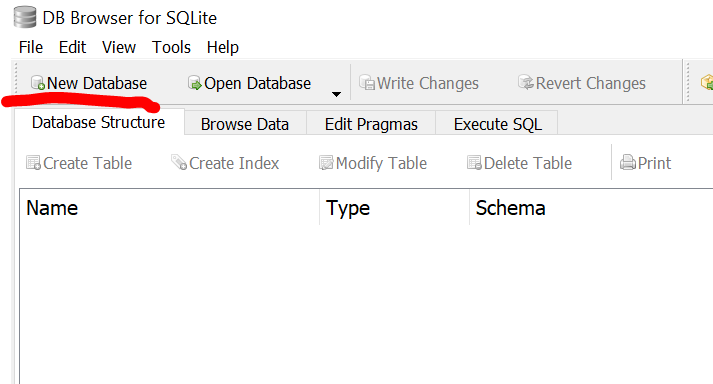 DB Browser for SQLite
File Edit View Tools Help
New Database Open Database Write Changes Revert Changes
Database Structure Browse Data Edit Pragmas Execute SQL
Create Table Create Index Modify Table Delete Table Print
Name Type Schema